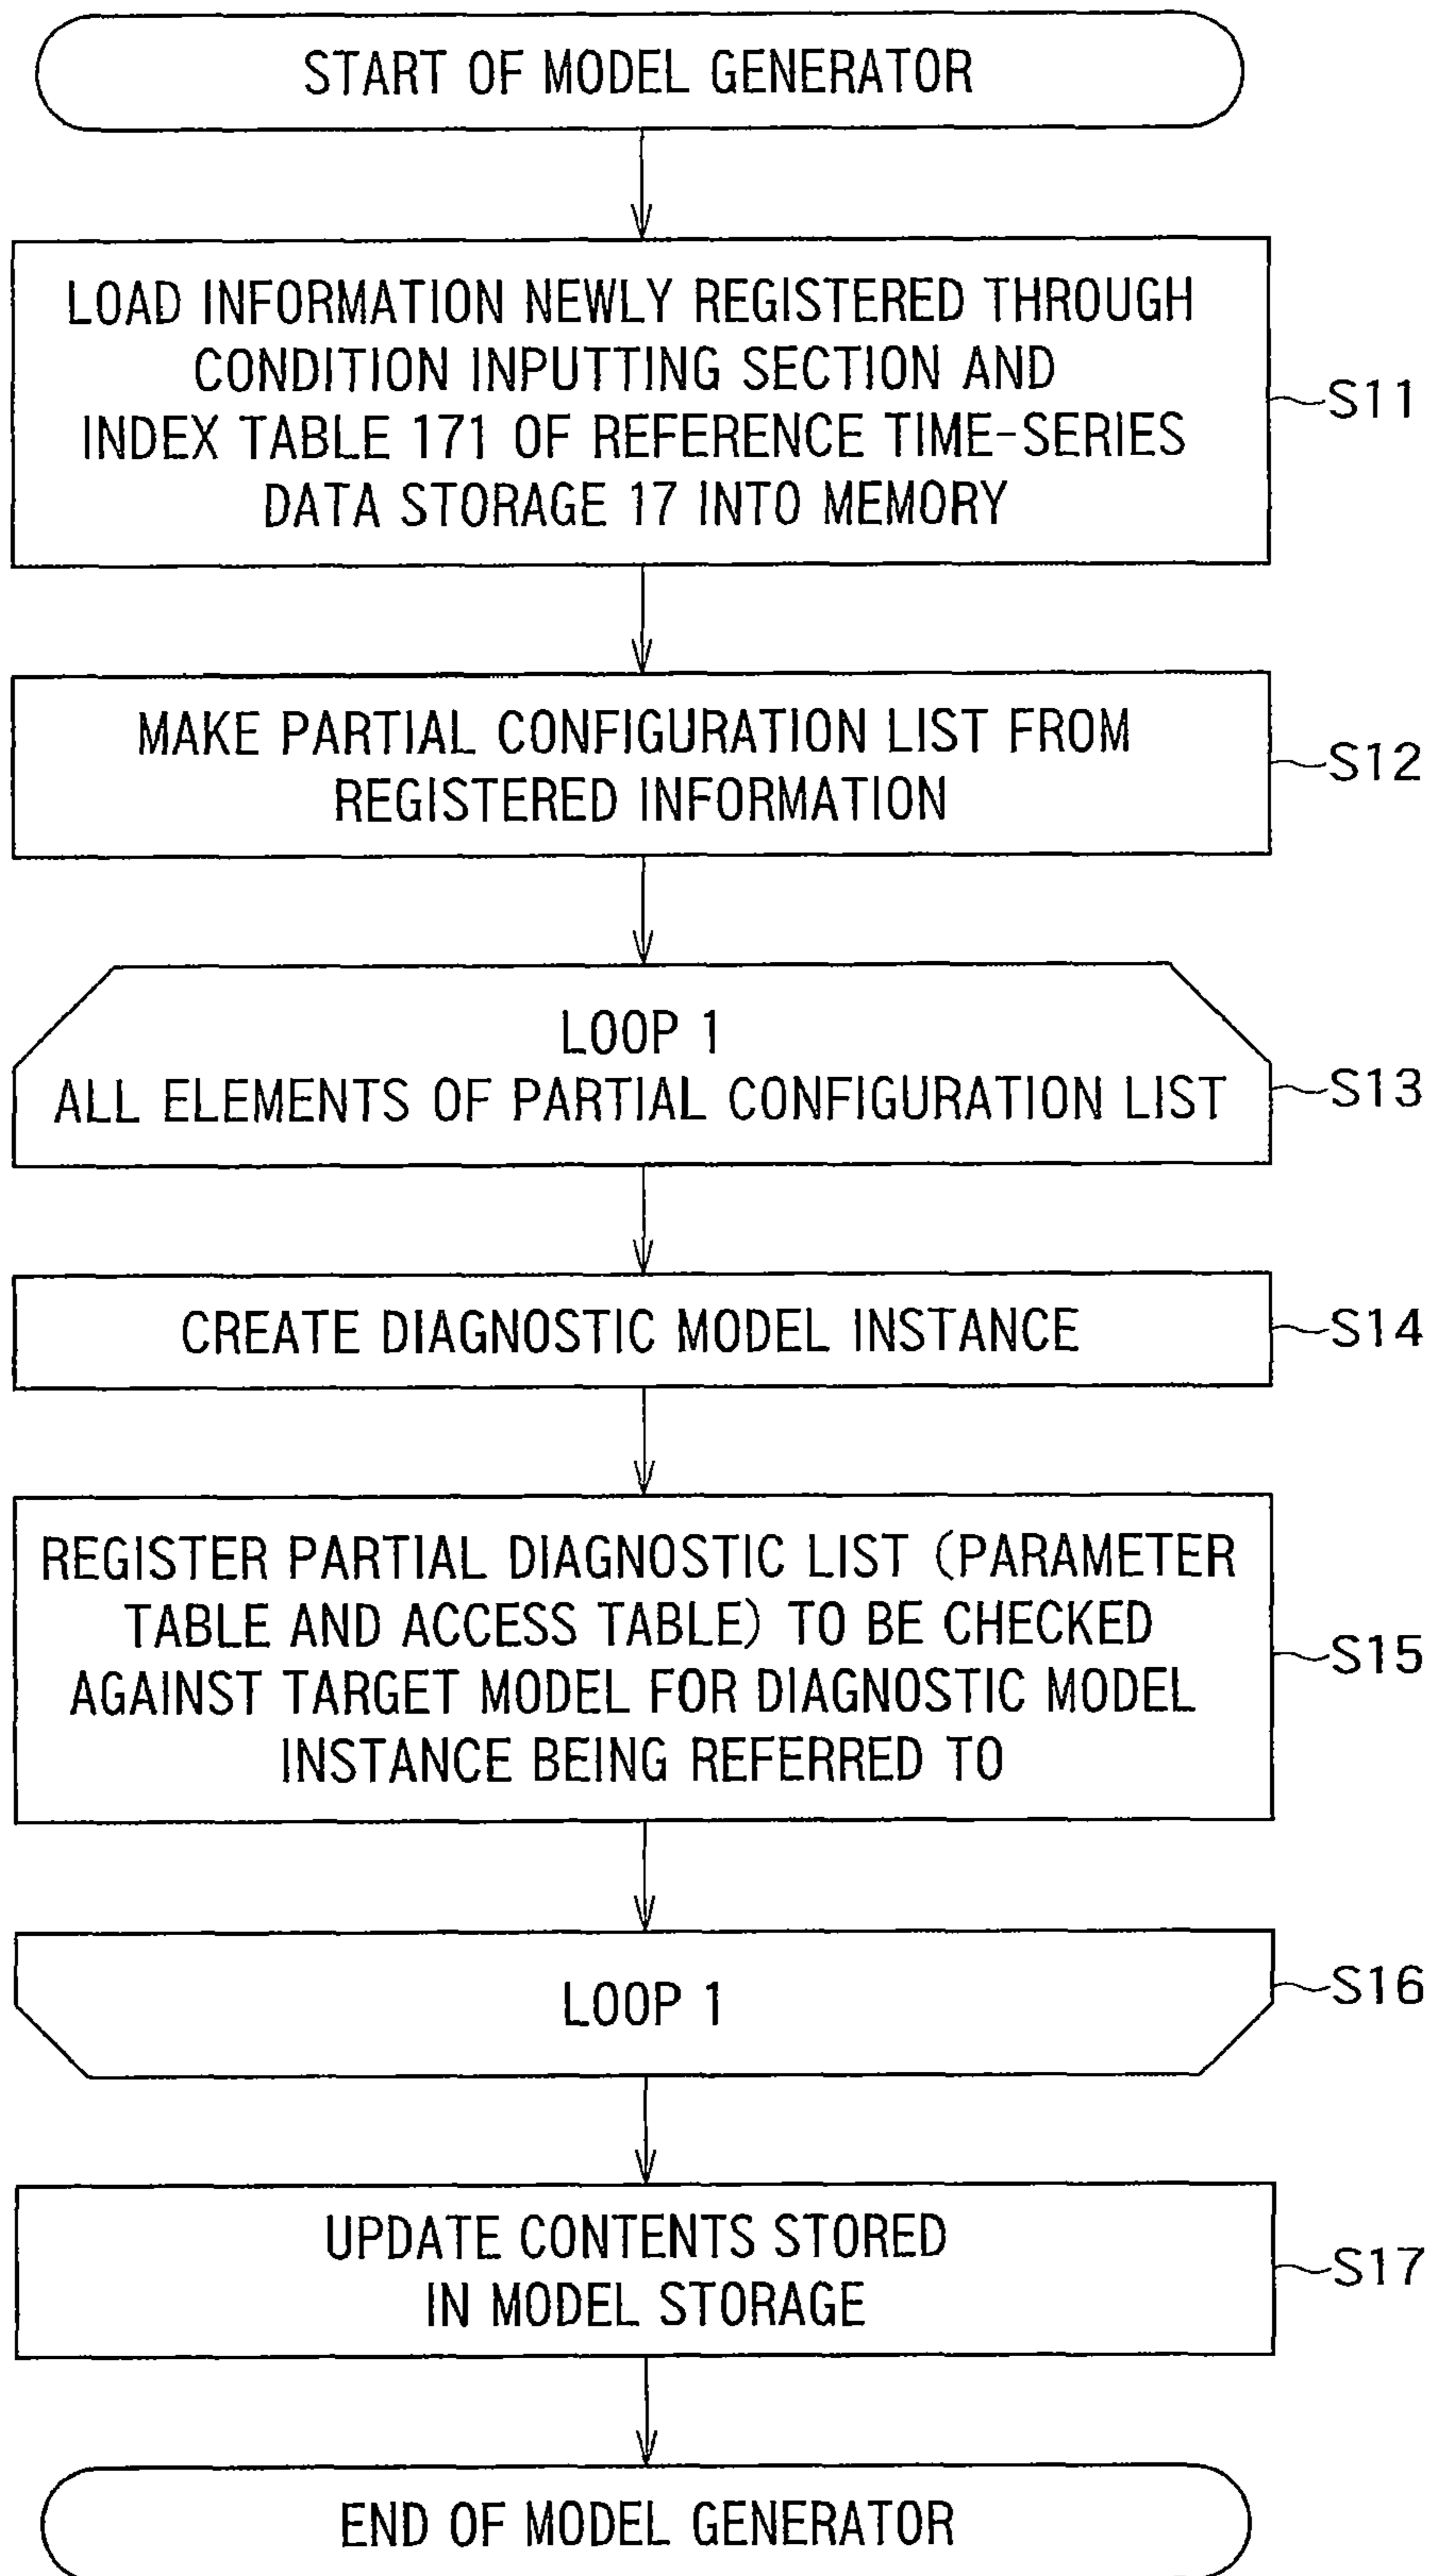 START OF MODEL GENERATOR
LOAD INFORMATION NEWLY REGISTERED THROUGH
CONDITION INPUTTING SECTION AND
INDEX TABLE 171 OF REFERENCE TIME-SERIES
DATA STORAGE 17 INTO MEMORY
S11
MAKE PARTIAL CONFIGURATION LIST FROM
REGISTERED INFORMATION
S12
LOOP 1
ALL ELEMENTS OF PARTIAL CONFIGURATION LIST
S13
CREATE DIAGNOSTIC MODEL INSTANCE
S14
REGISTER PARTIAL DIAGNOSTIC LIST (PARAMETER
TABLE AND ACCESS TABLE) TO BE CHECKED
AGAINST TARGET MODEL FOR DIAGNOSTIC MODEL
INSTANCE BEING REFERRED TO
S15
LOOP 1
S16
UPDATE CONTENTS STORED
IN MODEL STORAGE
S17
END OF MODEL GENERATOR